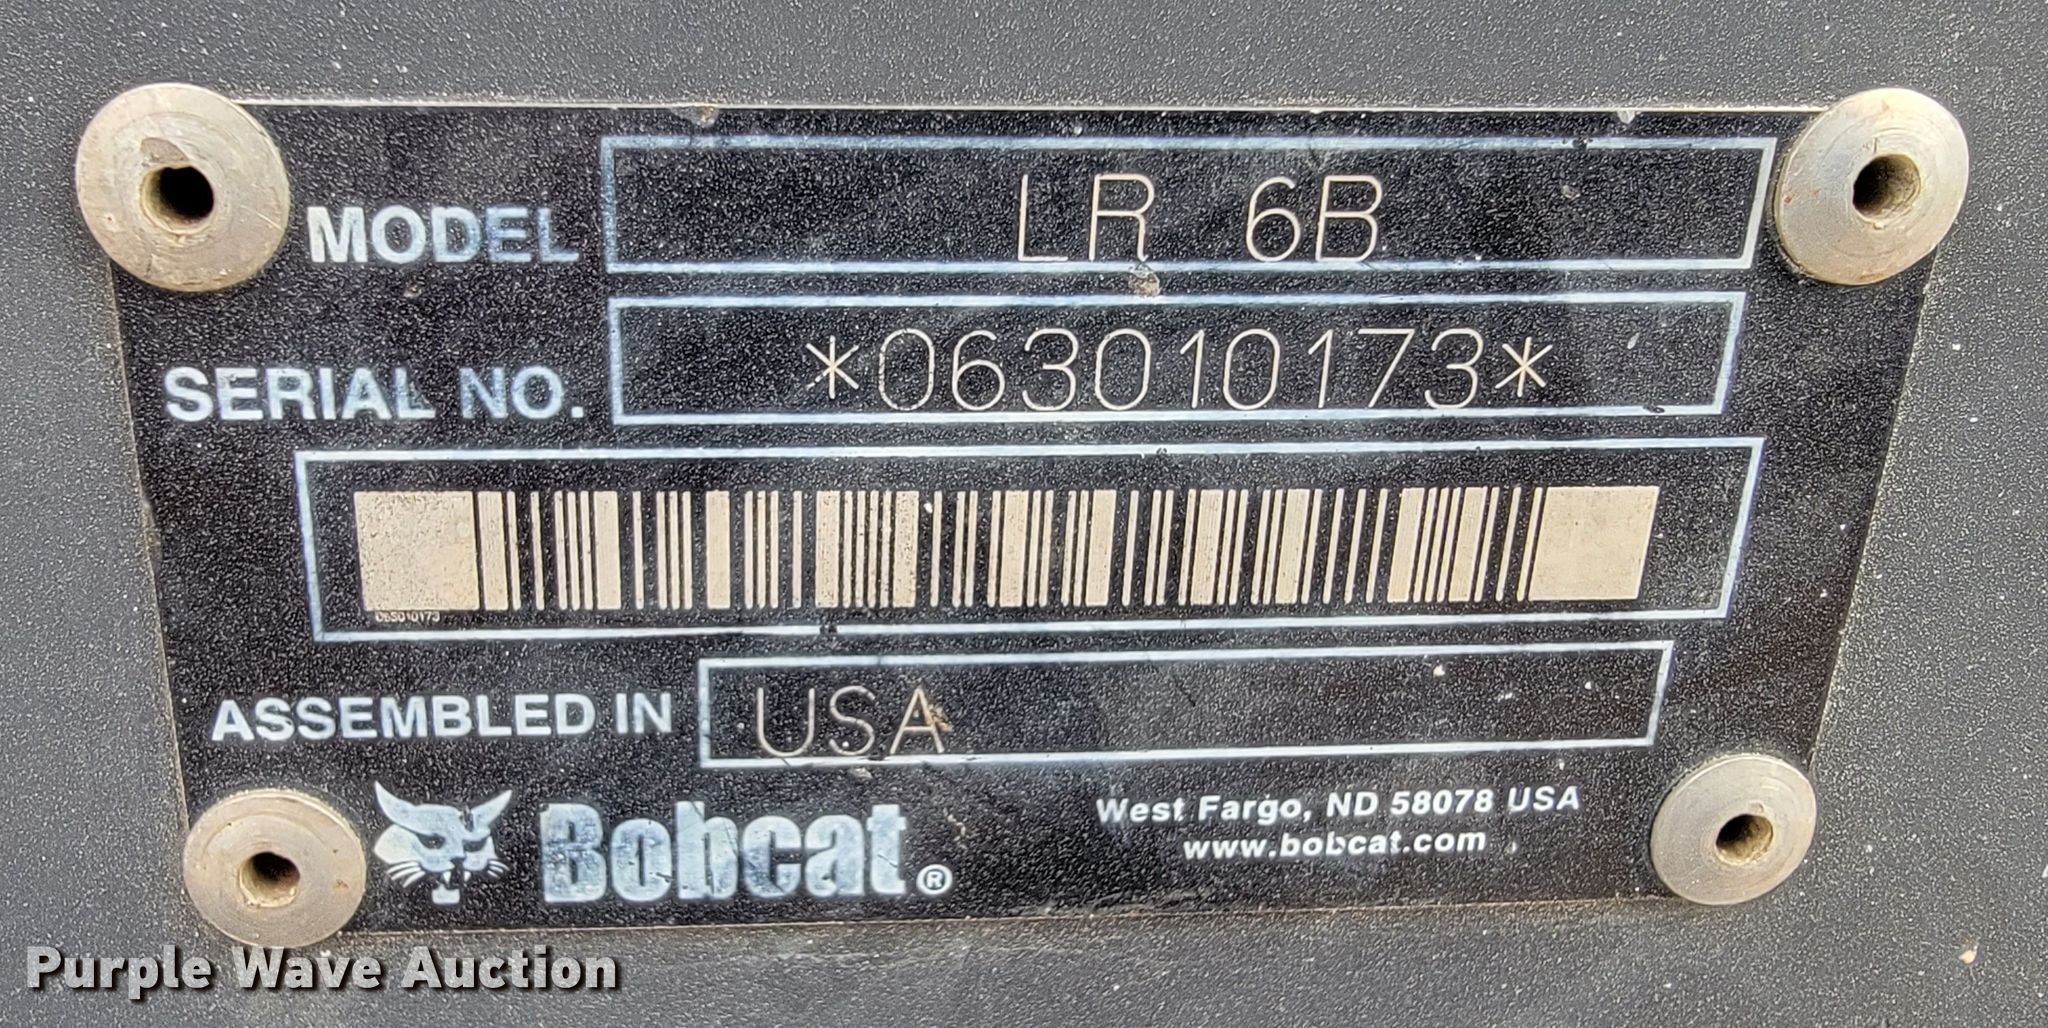 MODEL LR 6B
SERIAL NO. *063010173*
063010173
ASSEMBLED IN USA
Bobcat®
West Fargo, ND 58078 USA
www.bobcat.com
Purple Wave Auction